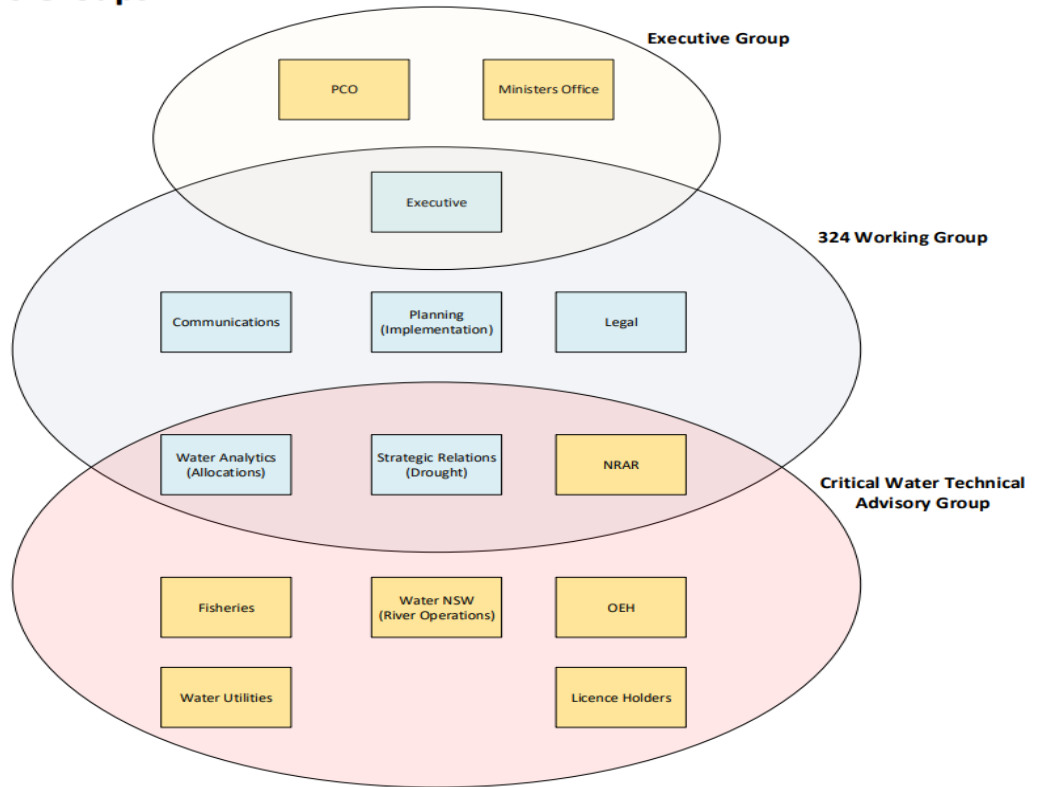 Executive Group
PCO
Ministers Office
Executive
324 Working Group
Communications
Planning
(Implementation)
Legal
Water Analytics
(Allocations)
Strategic Relations
(Drought)
NRAR
Critical Water Technical
Advisory Group
Fisheries
Water NSW
(River Operations)
OEH
Water Utilities
Licence Holders